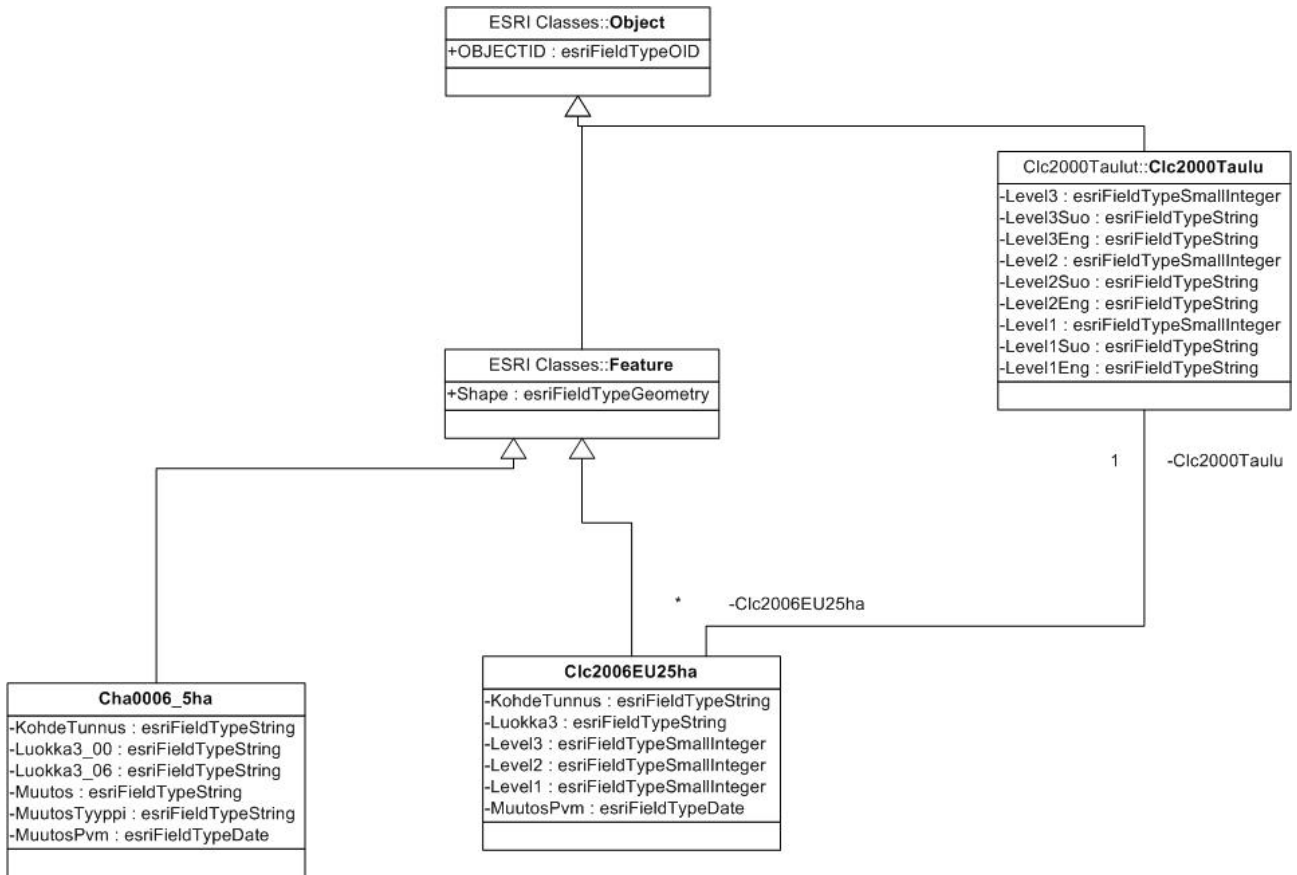 ESRI Classes::Object
+OBJECTID : esriFieldTypeOID
Clc2000Taulut::Clc2000Taulu
-Level3 : esriFieldTypeSmallInteger
-Level3Suo : esriFieldTypeString
-Level3Eng : esriFieldTypeString
-Level2 : esriFieldTypeSmallInteger
-Level2Suo : esriFieldTypeString
-Level2Eng : esriFieldTypeString
-Level1 : esriFieldTypeSmallInteger
-Level1Suo : esriFieldTypeString
-Level1Eng : esriFieldTypeString
ESRI Classes::Feature
+Shape : esriFieldTypeGeometry
1 -Clc2000Taulu
* -Clc2006EU25ha
Cha0006_5ha
-KohdeTunnus : esriFieldTypeString
-Luokka3_00 : esriFieldTypeString
-Luokka3_06 : esriFieldTypeString
-Muutos : esriFieldTypeString
-MuutosTyyppi : esriFieldTypeString
-MuutosPvm : esriFieldTypeDate
Clc2006EU25ha
-KohdeTunnus : esriFieldTypeString
-Luokka3 : esriFieldTypeString
-Level3 : esriFieldTypeSmallInteger
-Level2 : esriFieldTypeSmallInteger
-Level1 : esriFieldTypeSmallInteger
-MuutosPvm : esriFieldTypeDate